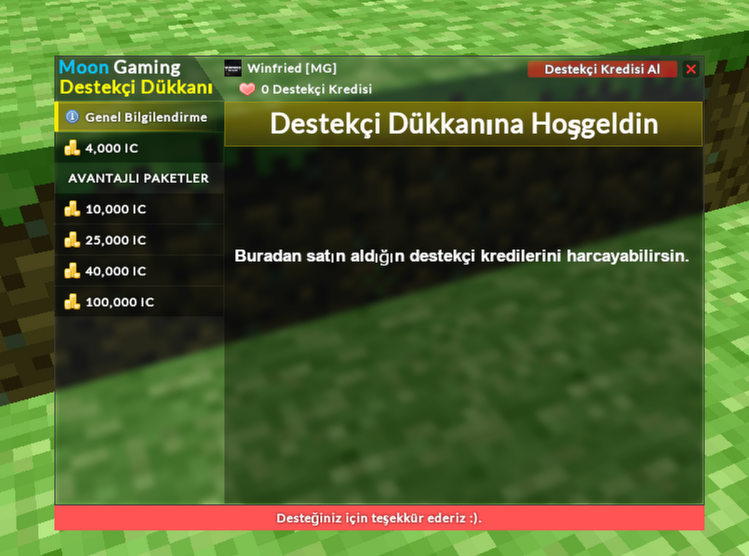 Moon Gaming
Destekçi Dükkanı
Winfried [MG]
0 Destekçi Kredisi
Destekçi Kredisi Al
Genel Bilgilendirme
4,000 IC
AVANTAJLI PAKETLER
10,000 IC
25,000 IC
40,000 IC
100,000 IC
Destekçi Dükkanına Hoşgeldin
Buradan satın aldığın destekçi kredilerini harcayabilirsin.
Desteğiniz için teşekkür ederiz :).